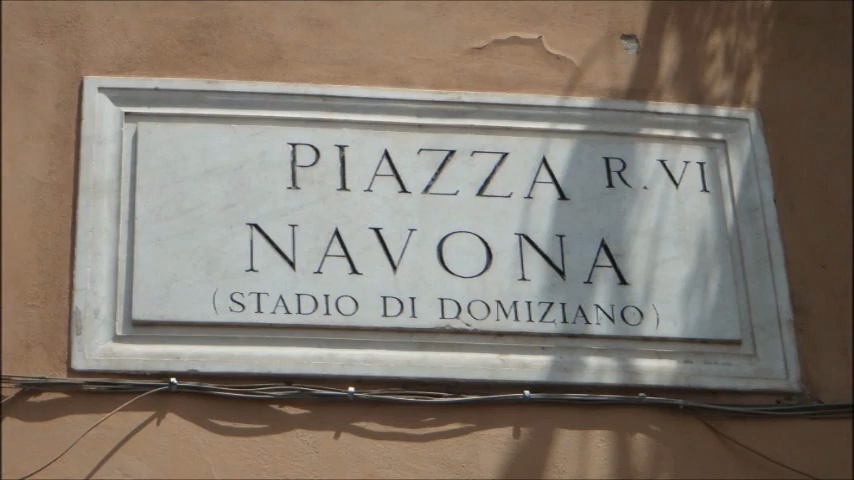 PIAZZA R. VI
NAVONA
(STADIO DI DOMIZIANO)